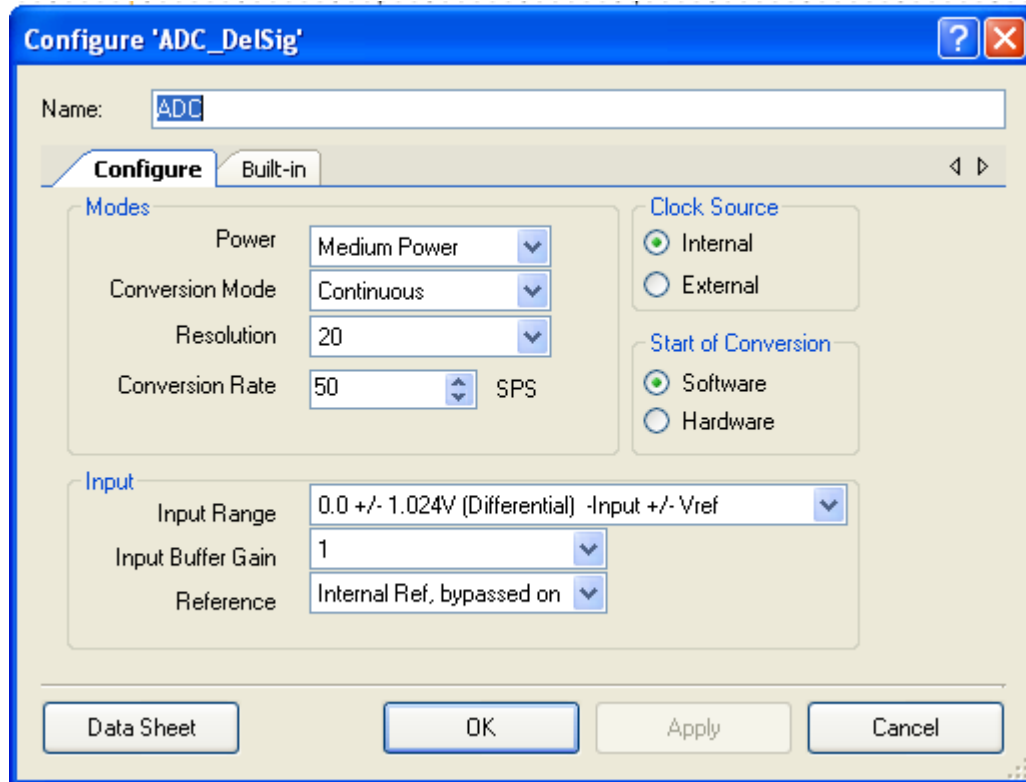 Configure 'ADC_DelSig'
Name: ADC
Configure Built-in
Modes
Power Medium Power
Conversion Mode Continuous
Resolution 20
Conversion Rate 50 SPS
Clock Source
Internal
External
Start of Conversion
Software
Hardware
Input
Input Range 0.0 +/- 1.024V (Differential) -Input +/- Vref
Input Buffer Gain 1
Reference Internal Ref, bypassed on
Data Sheet OK Apply Cancel